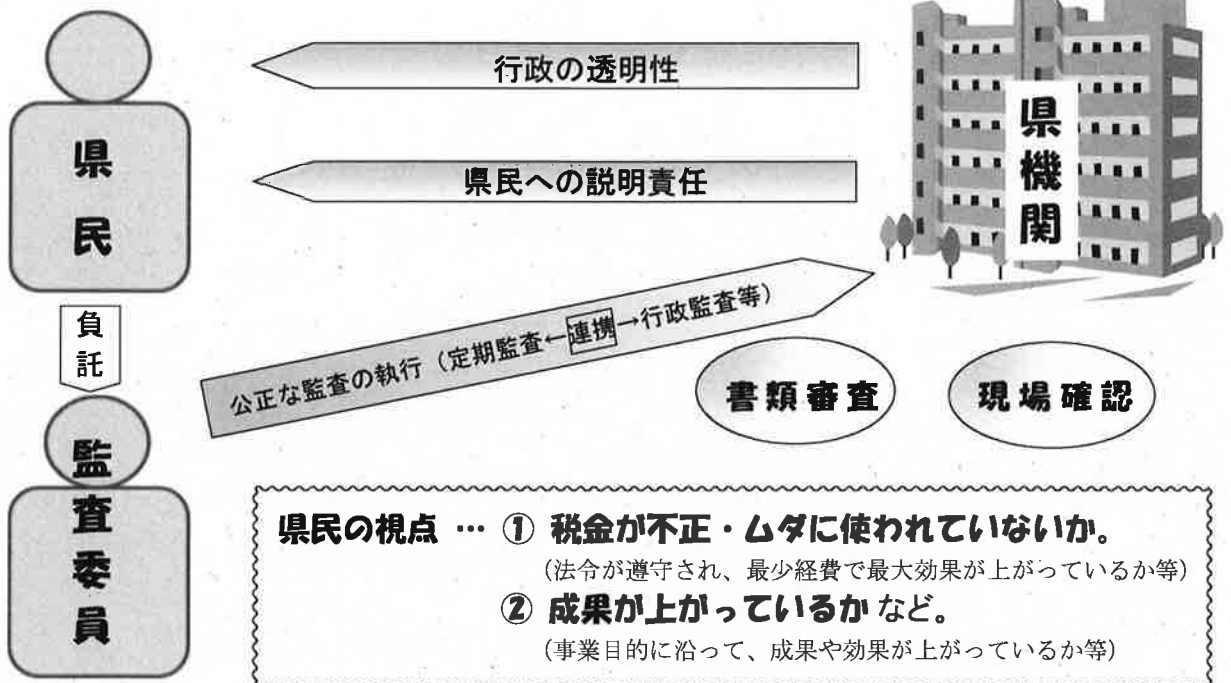 行政の透明性
県機関
県民
県民への説明責任
負託
公正な監査の執行（定期監査←連携→行政監査等）
書類審査
現場確認
監査委員
県民の視点 … ① 税金が不正・ムダに使われていないか。
（法令が遵守され、最少経費で最大効果が上がっているか等）
② 成果が上がっているか など。
（事業目的に沿って、成果や効果が上がっているか等）